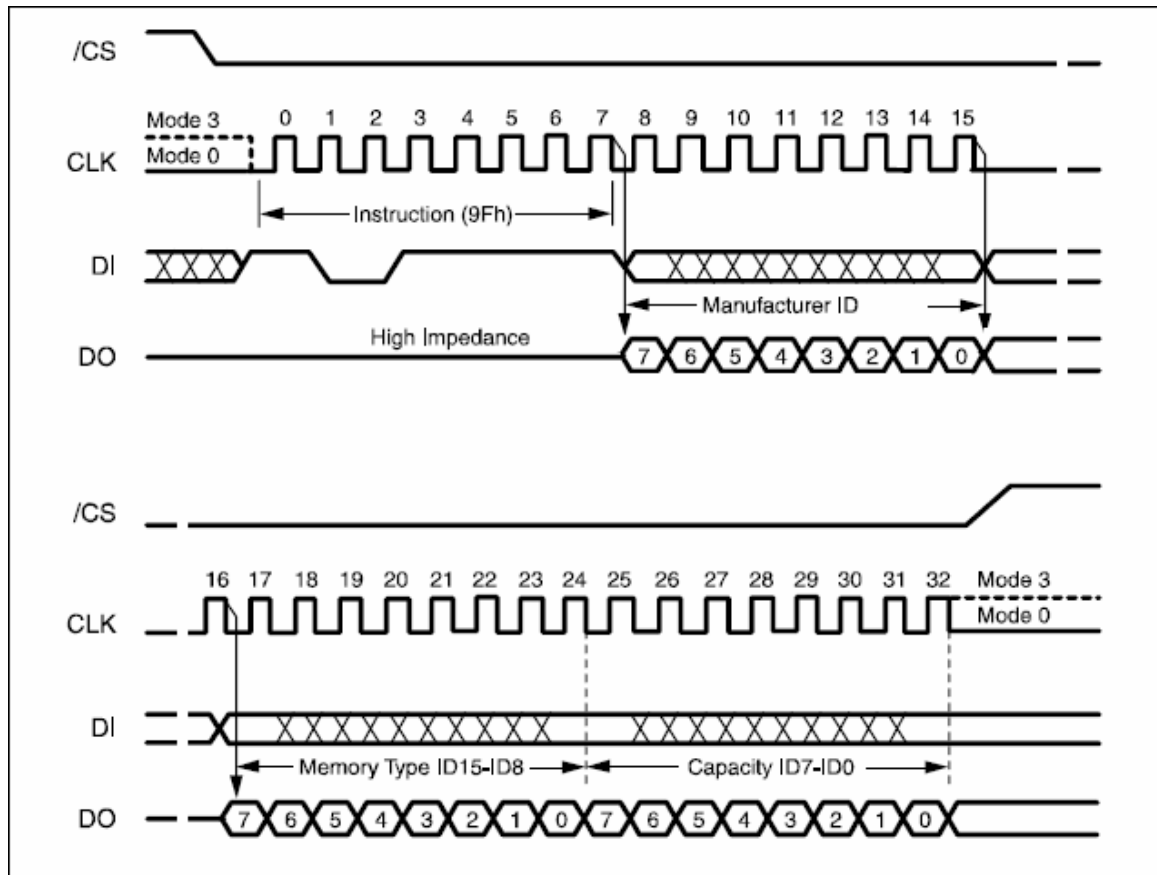 /CS
0 1 2 3 4 5 6 7 8 9 10 11 12 13 14 15
Mode 3
Mode 0
CLK
Instruction (9Fh)
DI
Manufacturer ID
High Impedance
DO
7 6 5 4 3 2 1 0
/CS
16 17 18 19 20 21 22 23 24 25 26 27 28 29 30 31 32
Mode 3
CLK
Mode 0
DI
Memory Type ID15-ID8 Capacity ID7-ID0
DO
7 6 5 4 3 2 1 0 7 6 5 4 3 2 1 0